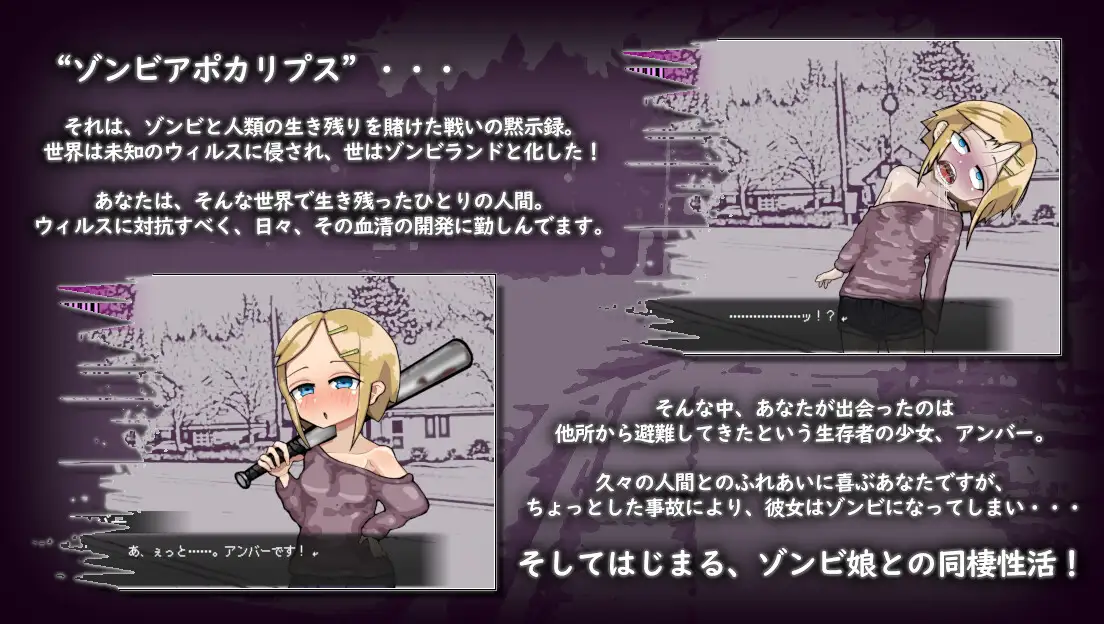 “ゾンビアポカリプス”・・・
それは、ゾンビと人類の生き残りを賭けた戦いの黙示録。
世界は未知のウィルスに侵され、世はゾンビランドと化した！
あなたは、そんな世界で生き残ったひとりの人間。
ウィルスに対抗すべく、日々、その血清の開発に勤しんでます。
………………ッ！？
あ、ぇっと……。アンバーです！
そんな中、あなたが出会ったのは
他所から避難してきたという生存者の少女、アンバー。
久々の人間とのふれあいに喜ぶあなたですが、
ちょっとした事故により、彼女はゾンビになってしまい・・・
そしてはじまる、ゾンビ娘との同棲性活！